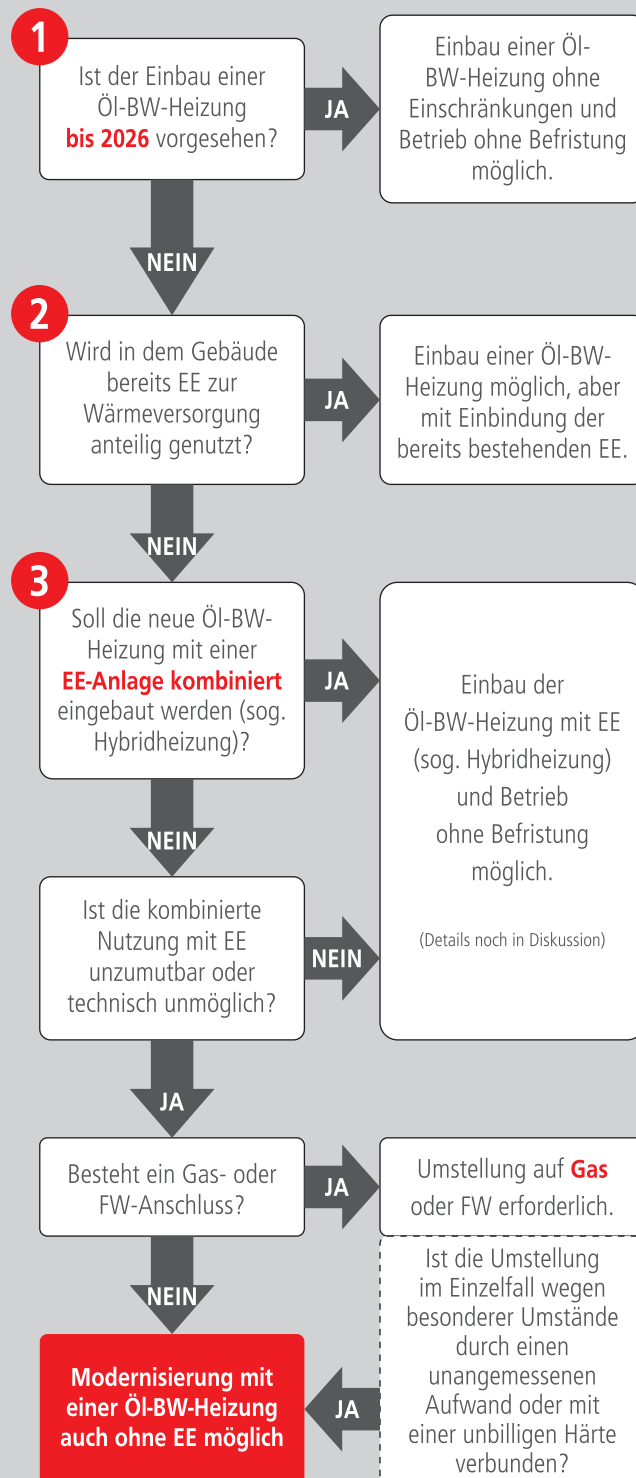 1
Ist der Einbau einer
Öl-BW-Heizung
bis 2026 vorgesehen?
JA
Einbau einer Öl-
BW-Heizung ohne
Einschränkungen und
Betrieb ohne Befristung
möglich.
NEIN
2
Wird in dem Gebäude
bereits EE zur
Wärmeversorgung
anteilig genutzt?
JA
Einbau einer Öl-BW-
Heizung möglich, aber
mit Einbindung der
bereits bestehenden EE.
NEIN
3
Soll die neue Öl-BW-
Heizung mit einer
EE-Anlage kombiniert
eingebaut werden (sog.
Hybridheizung)?
JA
Einbau der
Öl-BW-Heizung mit EE
(sog. Hybridheizung)
und Betrieb
ohne Befristung
möglich.
(Details noch in Diskussion)
NEIN
Ist die kombinierte
Nutzung mit EE
unzumutbar oder
technisch unmöglich?
NEIN
JA
Besteht ein Gas- oder
FW-Anschluss?
JA
Umstellung auf Gas
oder FW erforderlich.
NEIN
Ist die Umstellung
im Einzelfall wegen
besonderer Umstände
durch einen
unangemessenen
Aufwand oder mit
einer unbilligen Härte
verbunden?
JA
Modernisierung mit
einer Öl-BW-Heizung
auch ohne EE möglich